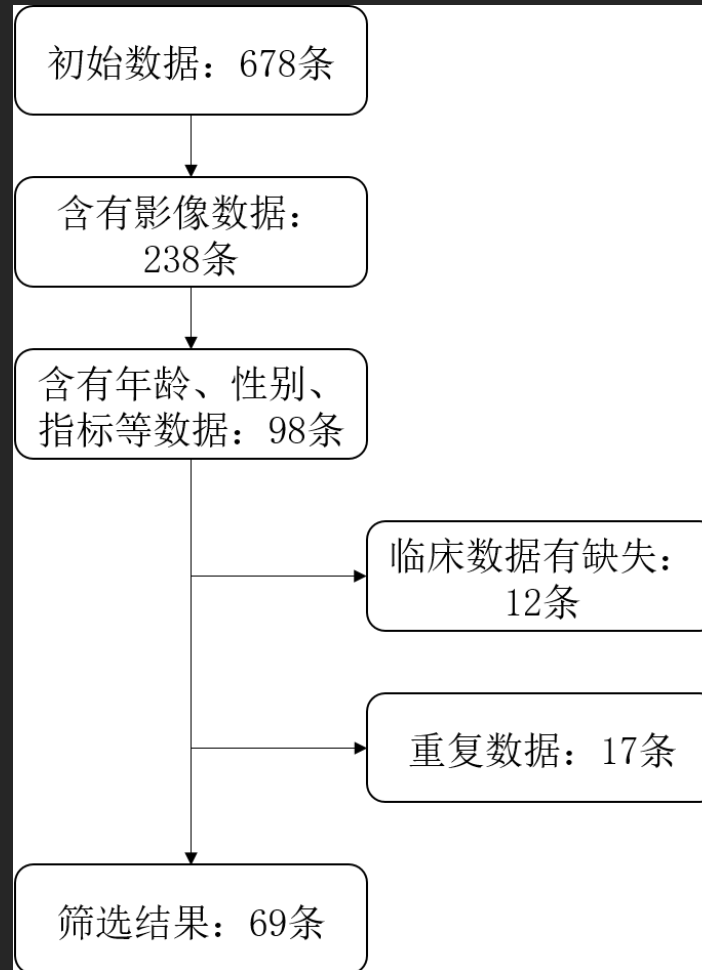 初始数据：678条
含有影像数据：
238条
含有年龄、性别、
指标等数据：98条
临床数据有缺失：
12条
重复数据：17条
筛选结果：69条